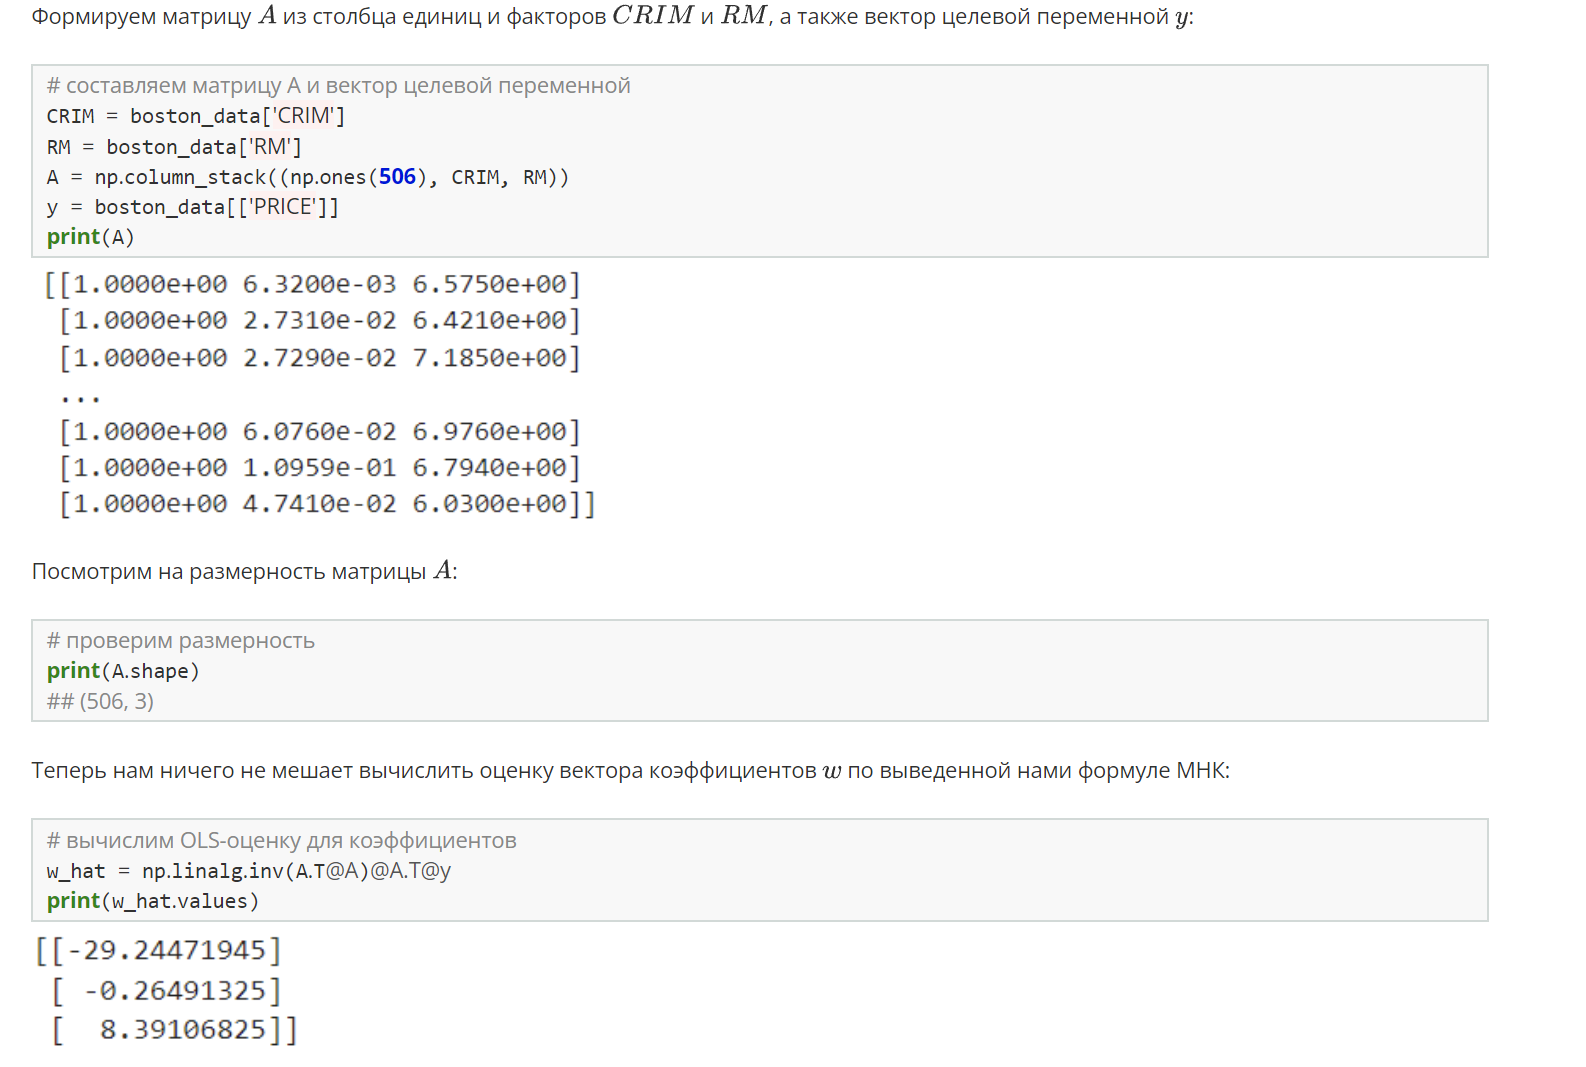 Формируем матрицу A из столбца единиц и факторов CRIM и RM, а также вектор целевой переменной y:
# составляем матрицу А и вектор целевой переменной
CRIM = boston_data['CRIM']
RM = boston_data['RM']
A = np.column_stack((np.ones(506), CRIM, RM))
y = boston_data[['PRICE']]
print(A)
[[1.0000e+00 6.3200e-03 6.5750e+00]
[1.0000e+00 2.7310e-02 6.4210e+00]
[1.0000e+00 2.7290e-02 7.1850e+00]
...
[1.0000e+00 6.0760e-02 6.9760e+00]
[1.0000e+00 1.0959e-01 6.7940e+00]
[1.0000e+00 4.7410e-02 6.0300e+00]]
Посмотрим на размерность матрицы A:
# проверим размерность
print(A.shape)
## (506, 3)
Теперь нам ничего не мешает вычислить оценку вектора коэффициентов w по выведенной нами формуле МНК:
# вычислим OLS-оценку для коэффициентов
w_hat = np.linalg.inv(A.T@A)@A.T@y
print(w_hat.values)
[[-29.24471945]
[ -0.26491325]
[ 8.39106825]]